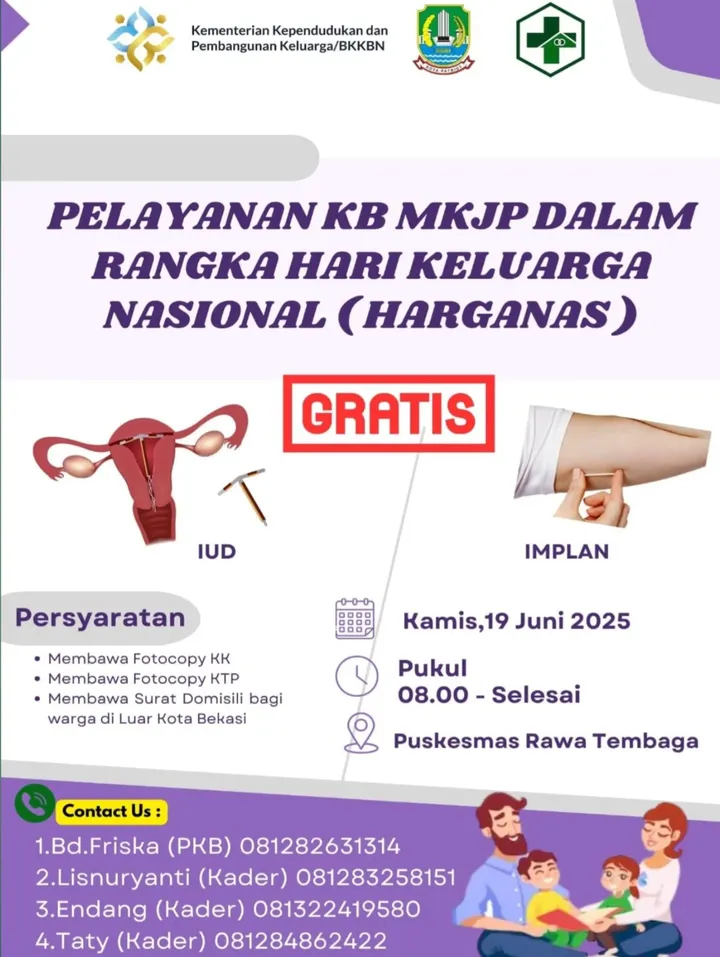 Kementerian Kependudukan dan
Pembangunan Keluarga/BKKBN
PELAYANAN KB MKJP DALAM
RANGKA HARI KELUARGA
NASIONAL ( HARGANAS )
GRATIS
IUD
IMPLAN
Persyaratan
• Membawa Fotocopy KK
• Membawa Fotocopy KTP
• Membawa Surat Domisili bagi
warga di Luar Kota Bekasi
Kamis,19 Juni 2025
Pukul
08.00 - Selesai
Puskesmas Rawa Tembaga
Contact Us :
1.Bd.Friska (PKB) 081282631314
2.Lisnuryanti (Kader) 081283258151
3.Endang (Kader) 081322419580
4.Taty (Kader) 081284862422